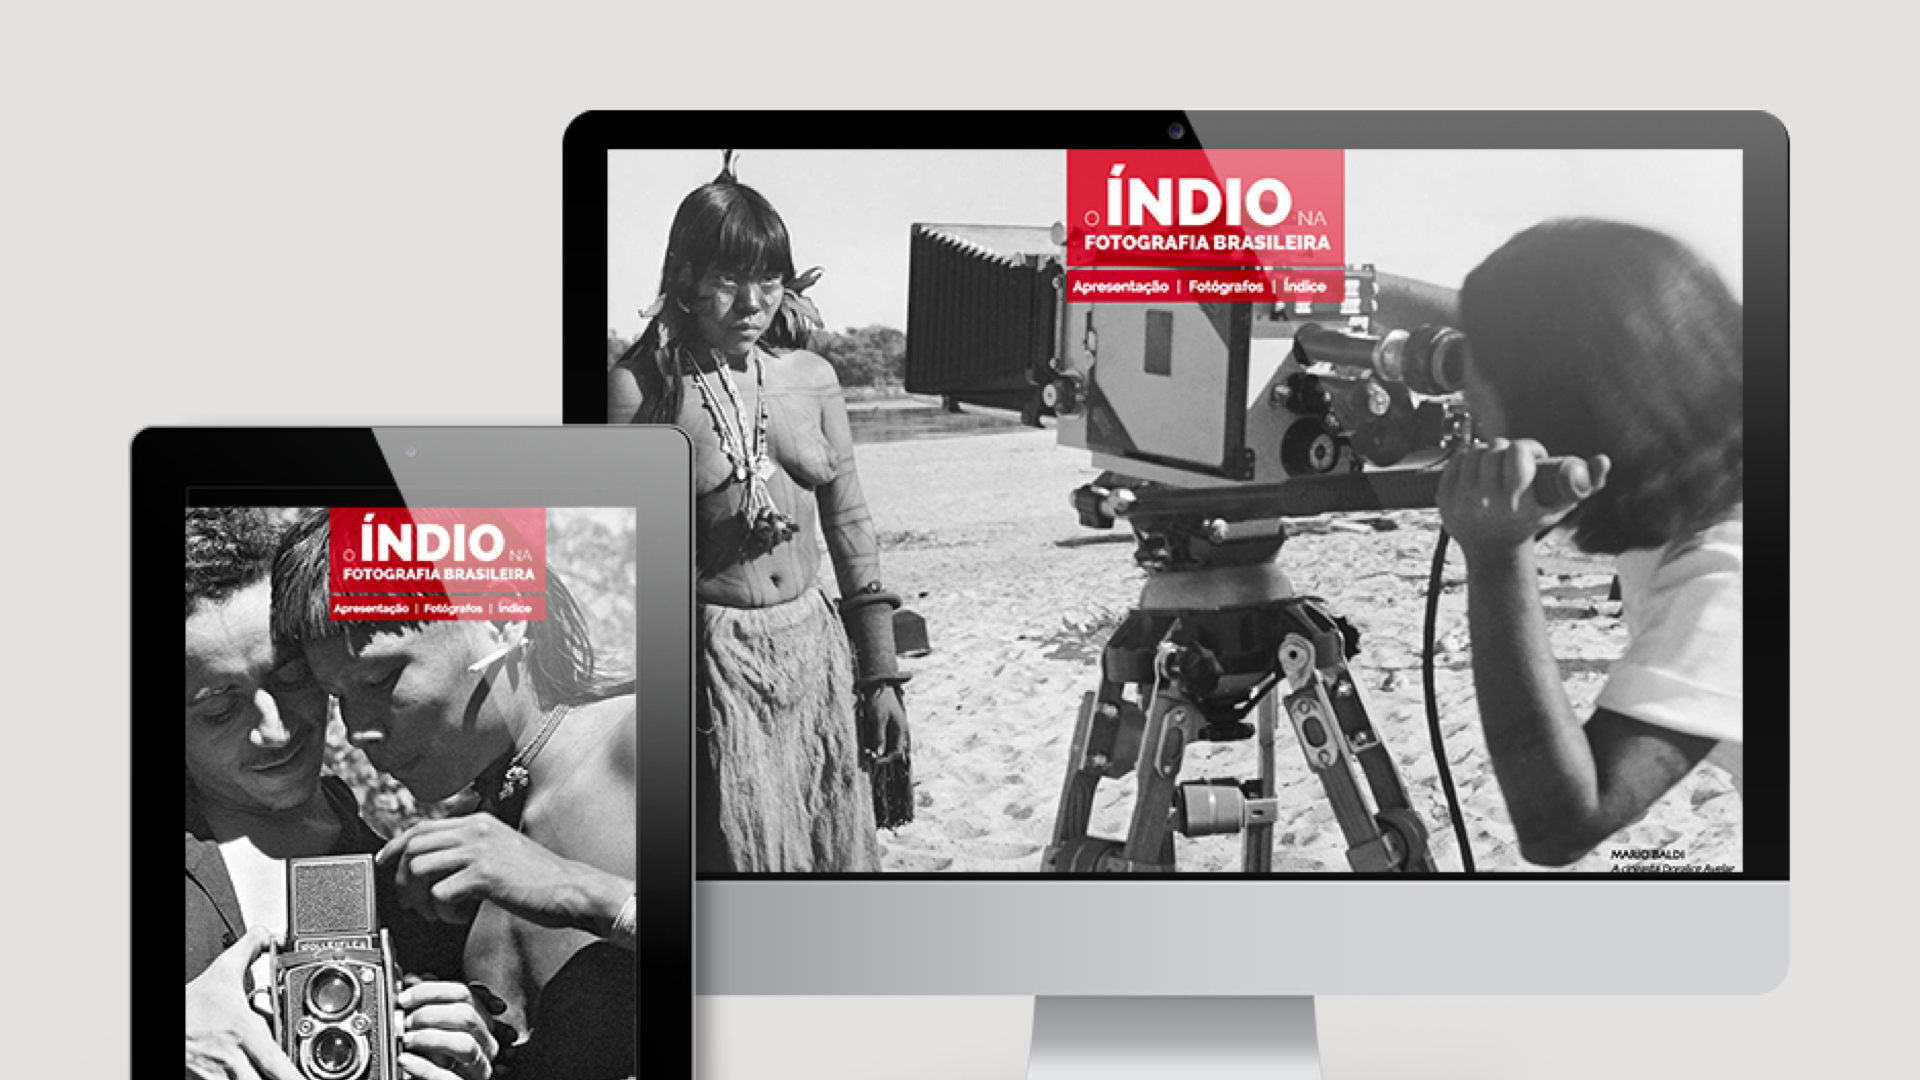 O ÍNDIO NA
FOTOGRAFIA BRASILEIRA
Apresentação | Fotógrafos | Índice
MARIO BALDI
A cineasta Doralice Avelar
O ÍNDIO NA
FOTOGRAFIA BRASILEIRA
Apresentação | Fotógrafos | Índice
ROLLEIFLEX